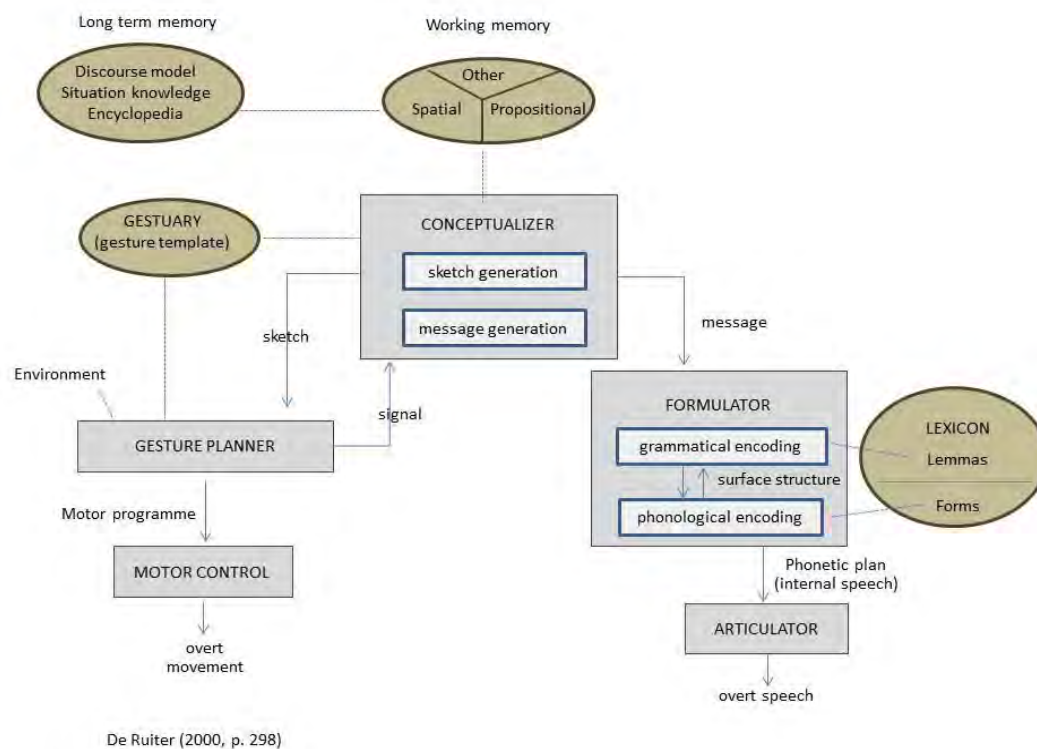 Long term memory
Working memory
Discourse model
Situation knowledge
Encyclopedia
Other
Spatial
Propositional
GESTUARY
(gesture template)
CONCEPTUALIZER
sketch generation
message generation
sketch
message
Environment
signal
GESTURE PLANNER
FORMULATOR
grammatical encoding
surface structure
phonological encoding
LEXICON
Lemmas
Forms
Motor programme
MOTOR CONTROL
overt
movement
Phonetic plan
(internal speech)
ARTICULATOR
overt speech
De Ruiter (2000, p. 298)